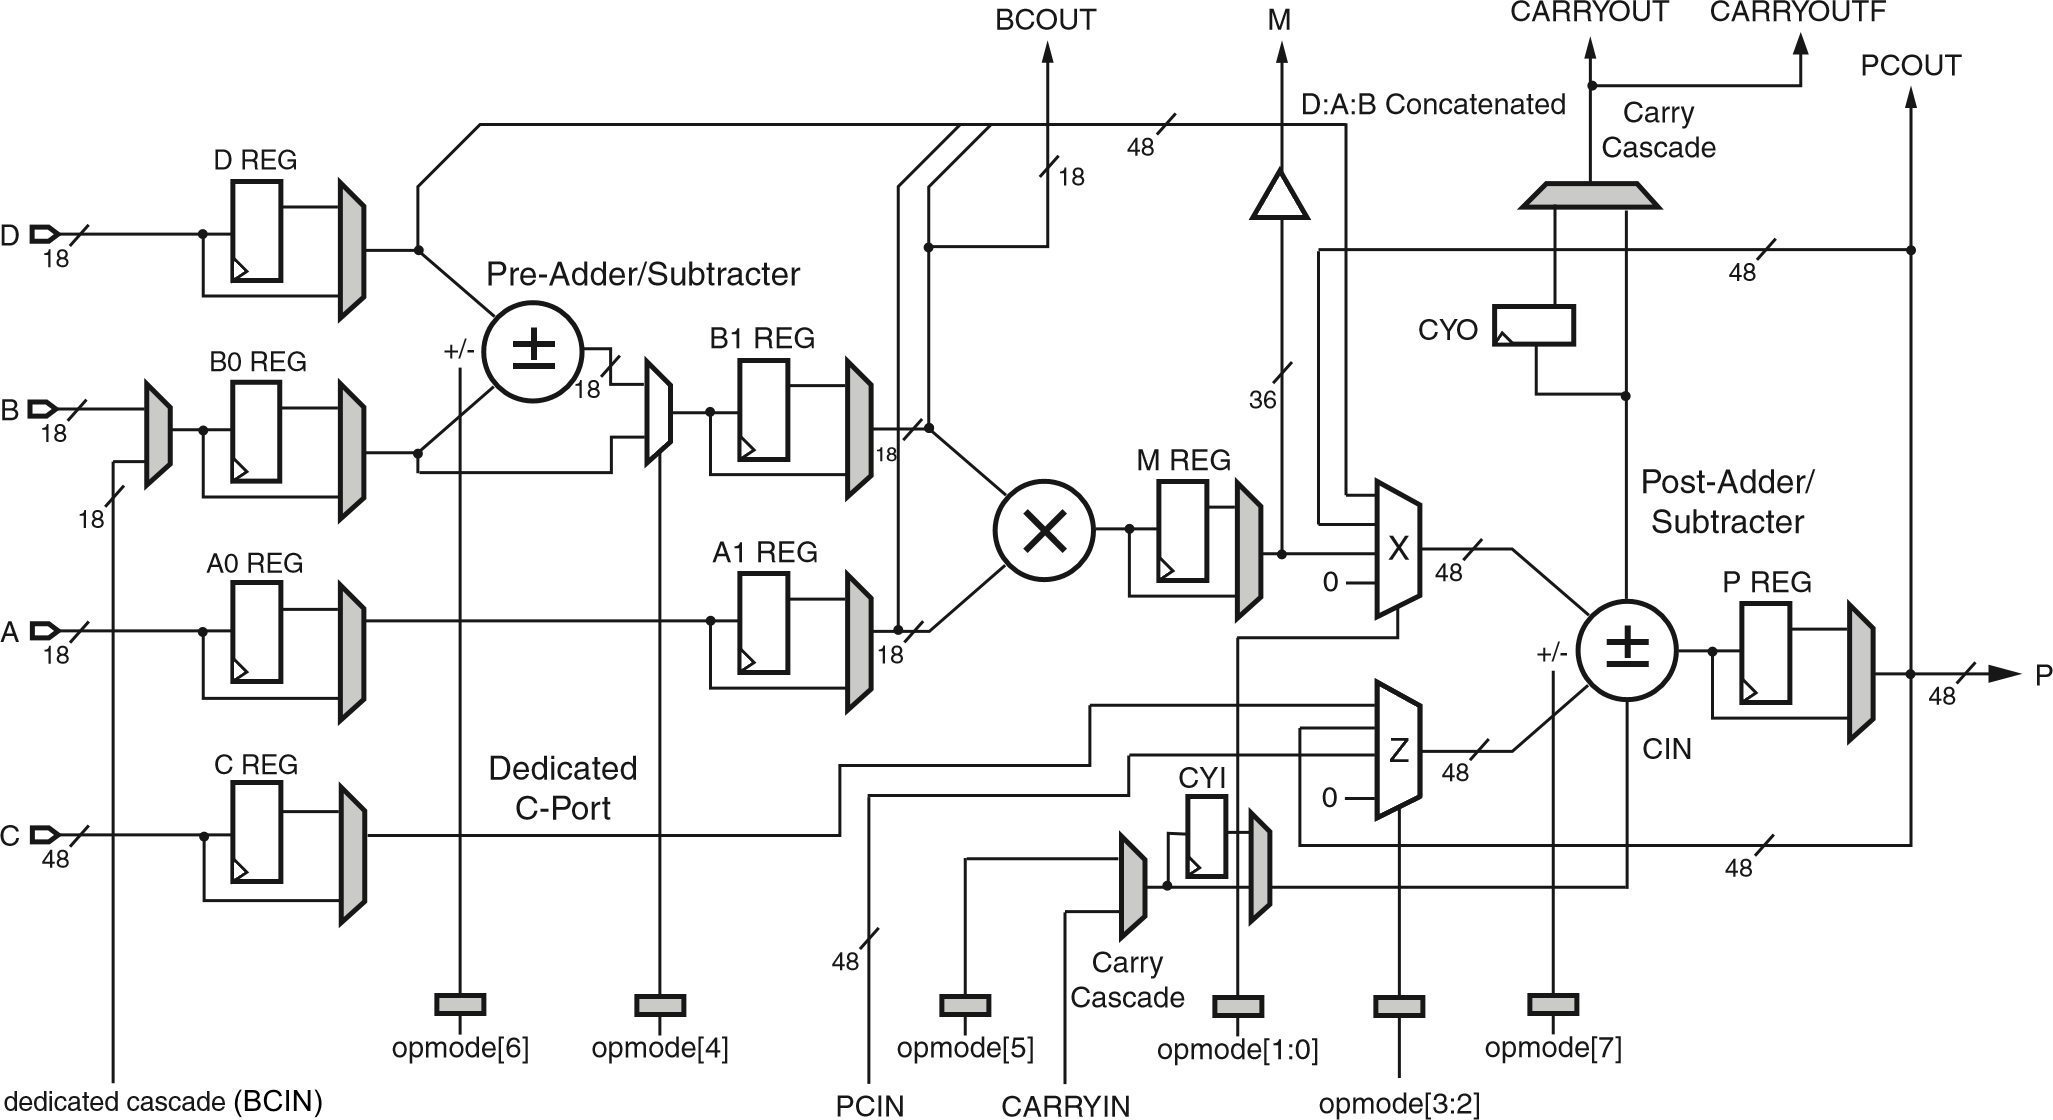 BCOUT
M
CARRYOUT
CARRYOUTF
PCOUT
D:A:B Concatenated
48
Carry
Cascade
D REG
18
D
18
48
Pre-Adder/Subtracter
+/-
±
18
B1 REG
CYO
B0 REG
B
18
36
18
M REG
Post-Adder/
Subtracter
18
×
X
0
48
A0 REG
A1 REG
A
18
18
+/-
±
P REG
48
P
C REG
Dedicated
C-Port
Z
0
48
CIN
CYI
C
48
48
48
Carry
Cascade
opmode[6]
opmode[4]
opmode[5]
opmode[1:0]
opmode[7]
dedicated cascade (BCIN)
PCIN
CARRYIN
opmode[3:2]